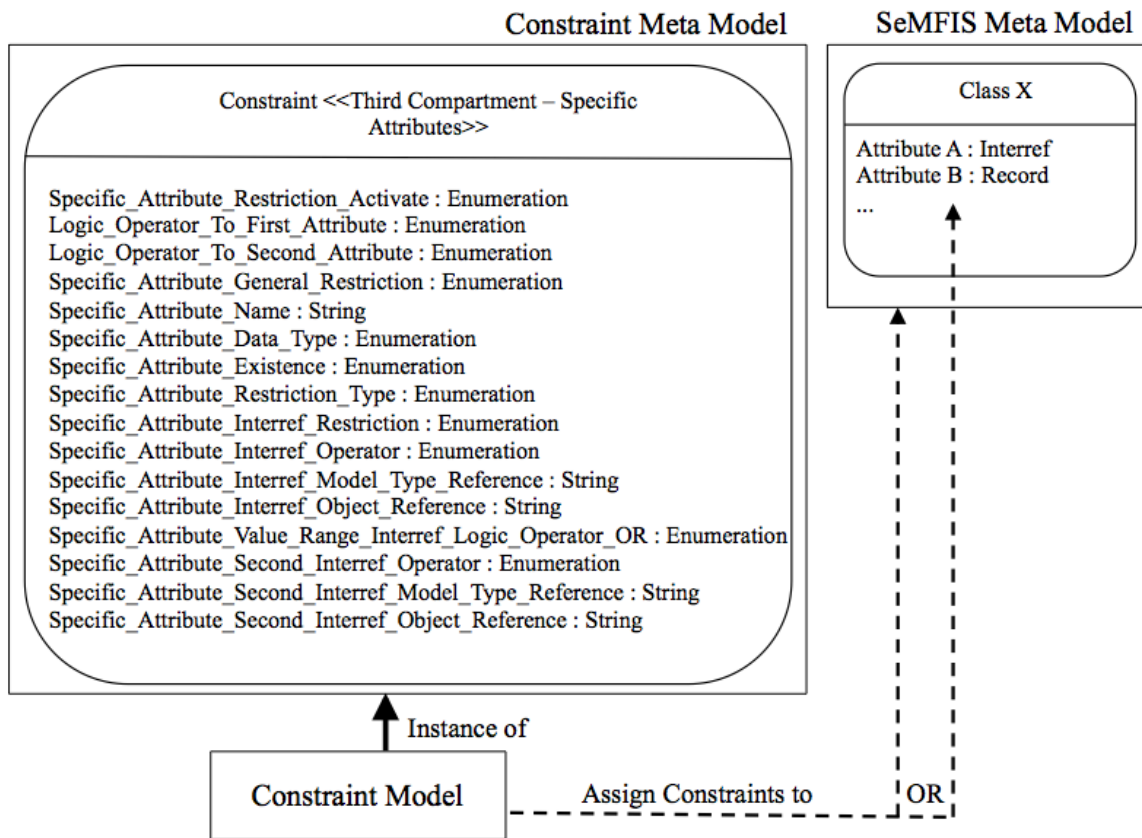 Constraint Meta Model
SeMFIS Meta Model
Constraint <<Third Compartment – Specific
Attributes>>
Specific_Attribute_Restriction_Activate : Enumeration
Logic_Operator_To_First_Attribute : Enumeration
Logic_Operator_To_Second_Attribute : Enumeration
Specific_Attribute_General_Restriction : Enumeration
Specific_Attribute_Name : String
Specific_Attribute_Data_Type : Enumeration
Specific_Attribute_Existence : Enumeration
Specific_Attribute_Restriction_Type : Enumeration
Specific_Attribute_Interref_Restriction : Enumeration
Specific_Attribute_Interref_Operator : Enumeration
Specific_Attribute_Interref_Model_Type_Reference : String
Specific_Attribute_Interref_Object_Reference : String
Specific_Attribute_Value_Range_Interref_Logic_Operator_OR : Enumeration
Specific_Attribute_Second_Interref_Operator : Enumeration
Specific_Attribute_Second_Interref_Model_Type_Reference : String
Specific_Attribute_Second_Interref_Object_Reference : String
Class X
Attribute A : Interref
Attribute B : Record
...
Instance of
Constraint Model
Assign Constraints to
OR